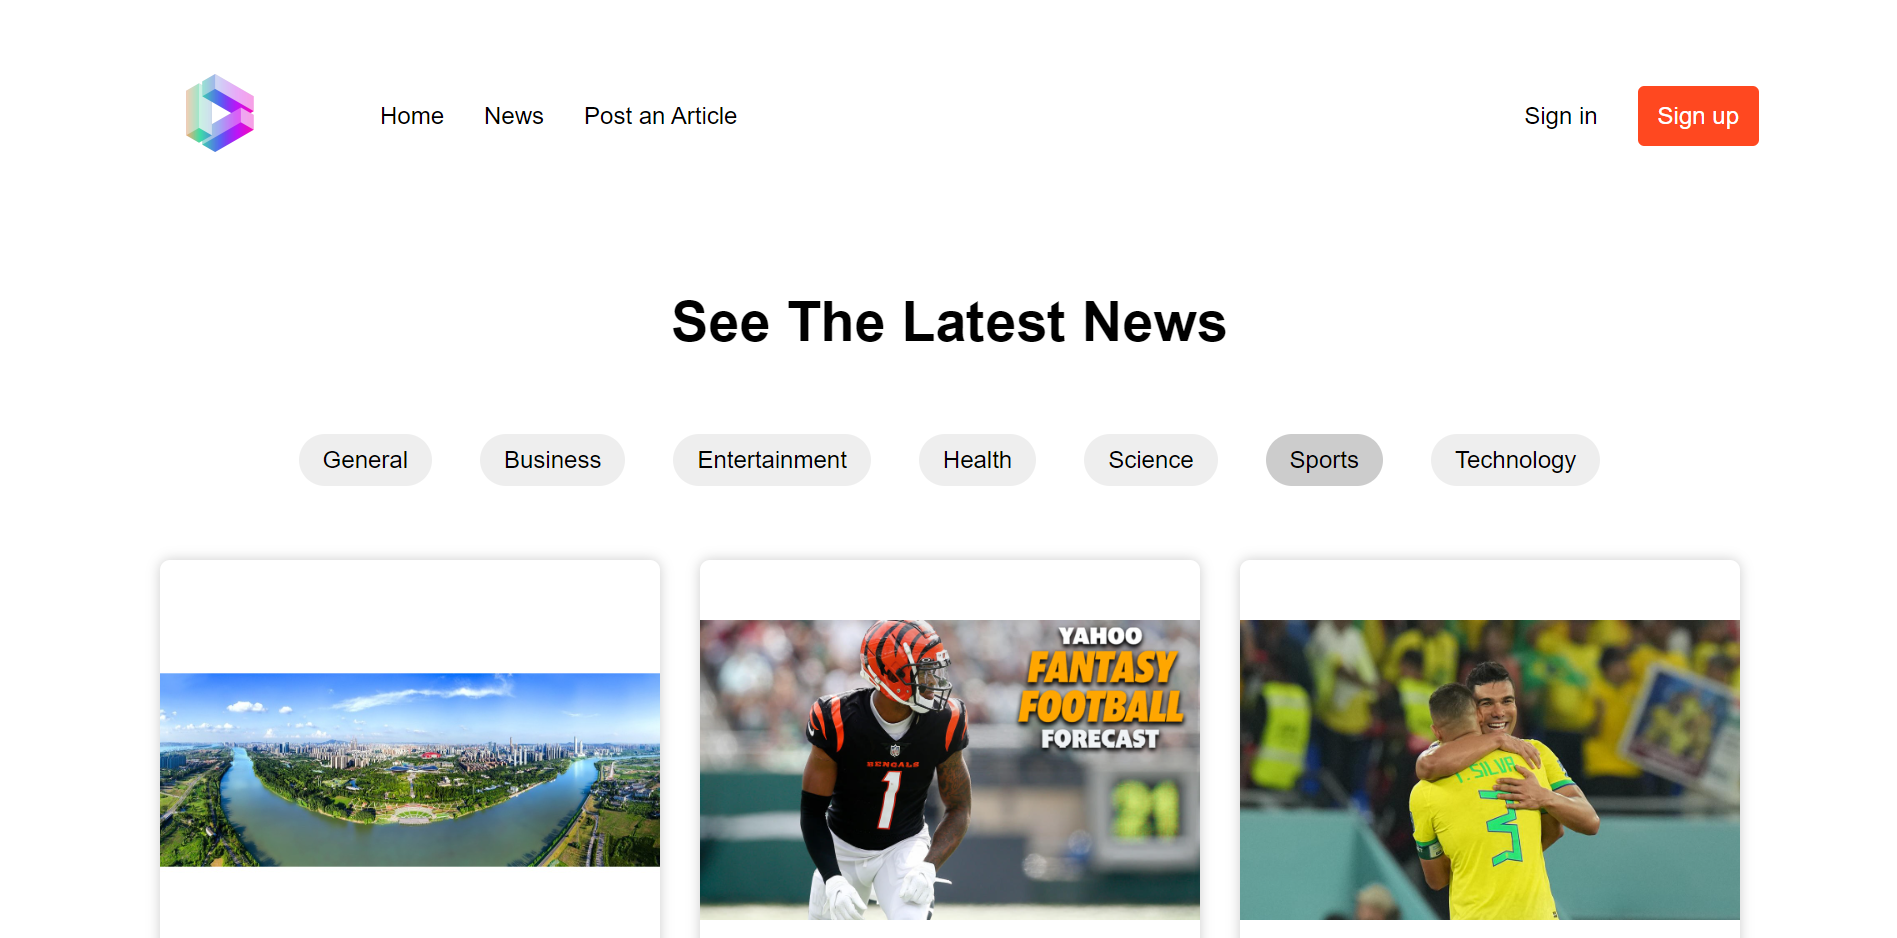 Home News Post an Article Sign in Sign up
See The Latest News
General Business Entertainment Health Science Sports Technology
YAHOO
FANTASY
FOOTBALL
FORECAST
BENGALS
1
21
T. SILVA
3